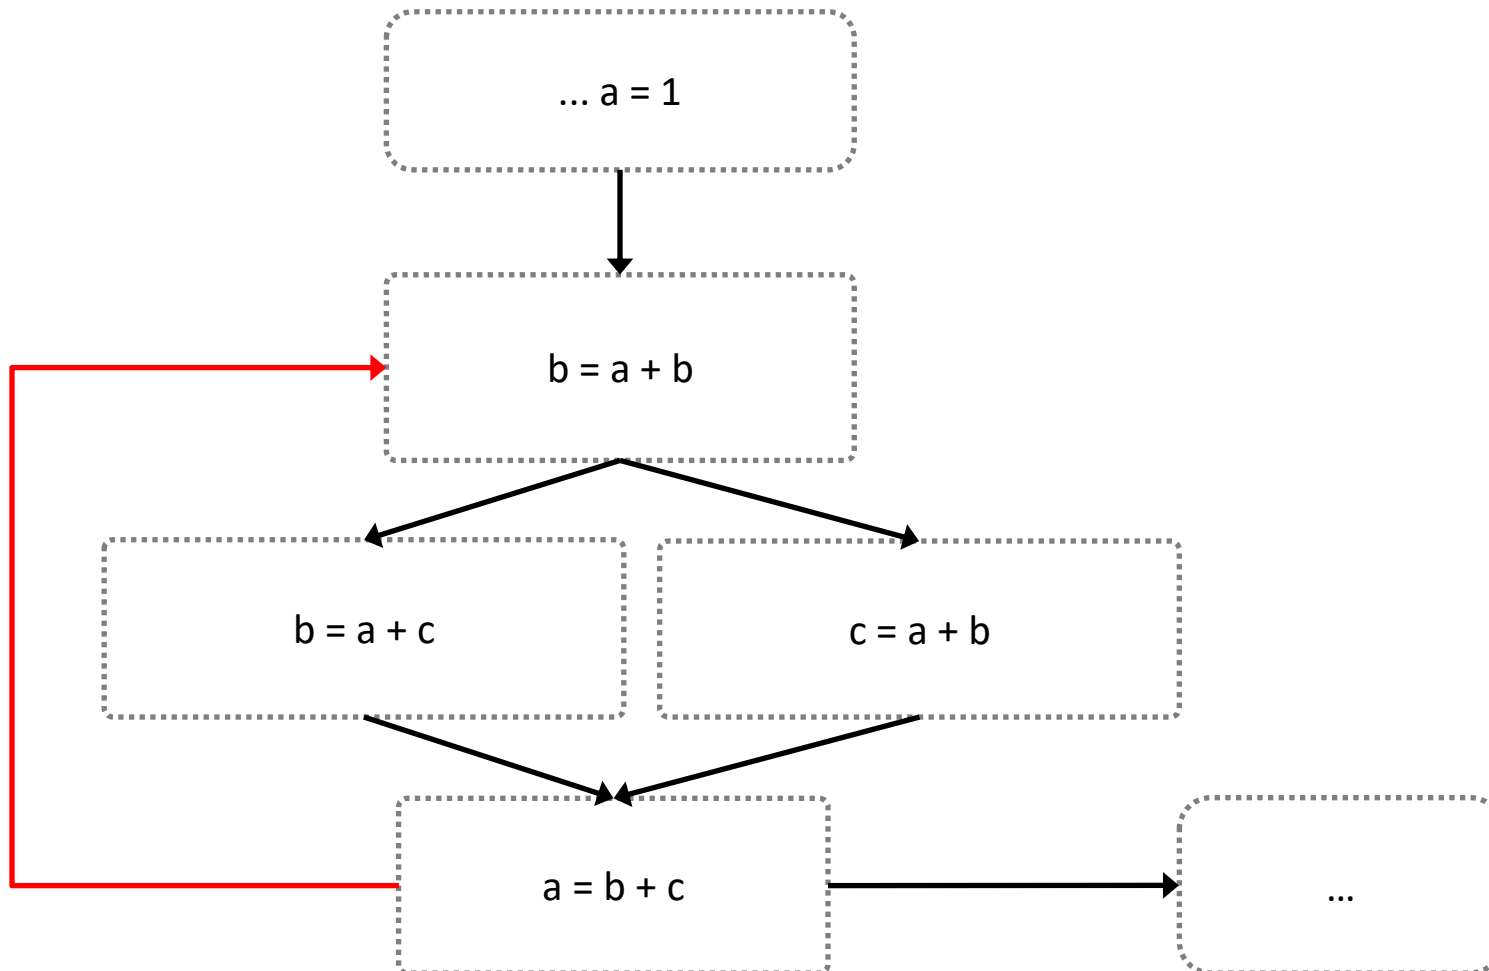 ... a = 1
b = a + b
b = a + c
c = a + b
a = b + c
...